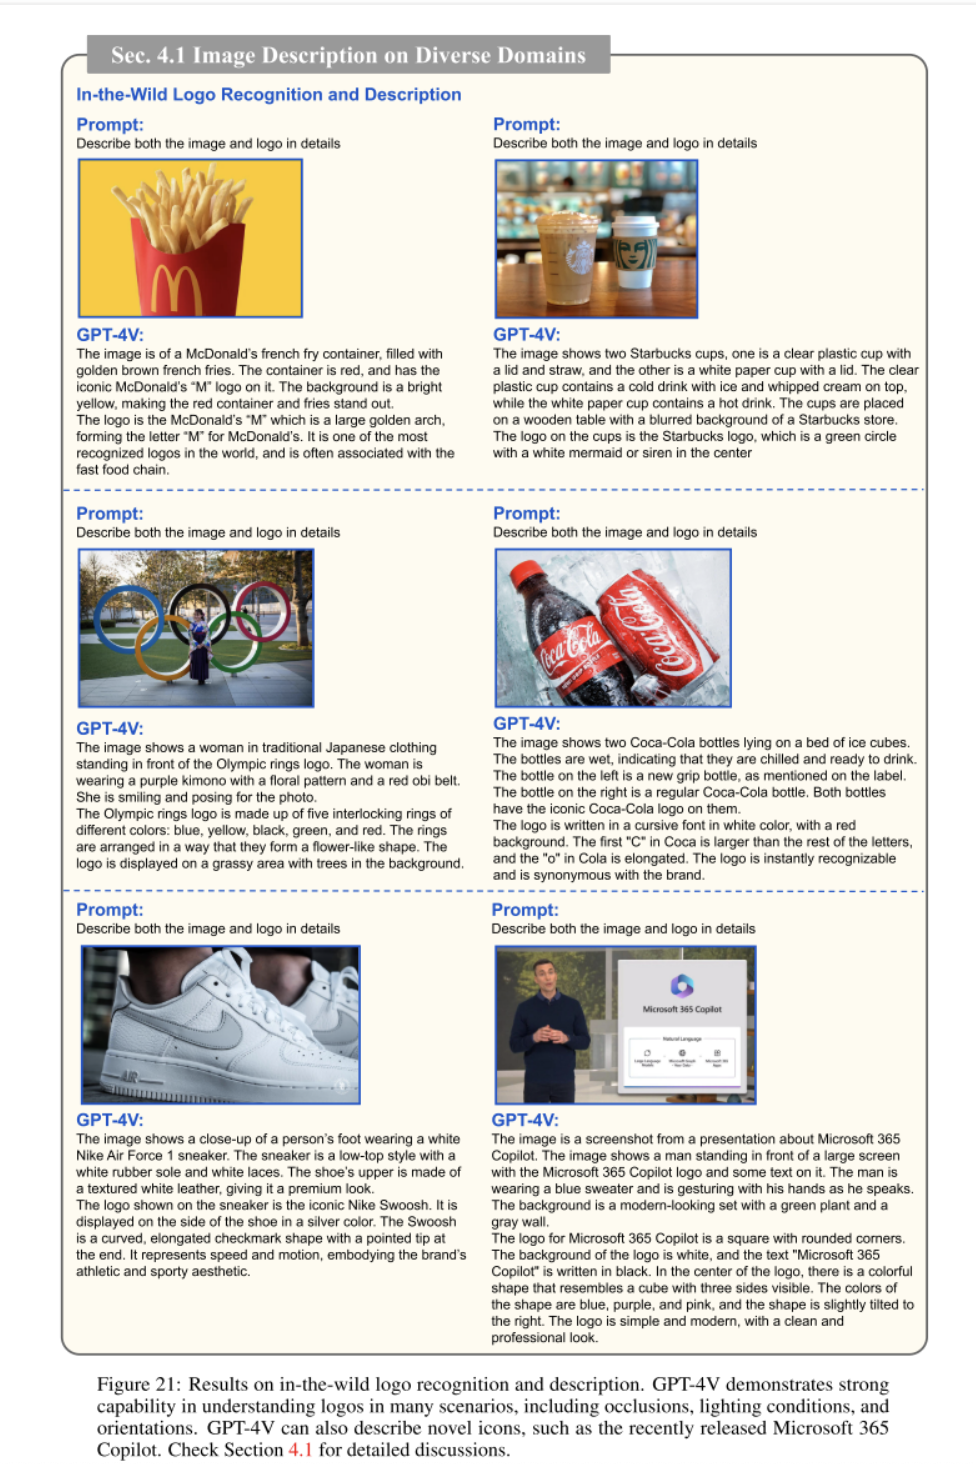 Sec. 4.1 Image Description on Diverse Domains
In-the-Wild Logo Recognition and Description
Prompt:
Describe both the image and logo in details
GPT-4V:
The image is of a McDonald's french fry container, filled with
golden brown french fries. The container is red, and has the
iconic McDonald's “M” logo on it. The background is a bright
yellow, making the red container and fries stand out.
The logo is the McDonald's “M” which is a large golden arch,
forming the letter “M” for McDonald's. It is one of the most
recognized logos in the world, and is often associated with the
fast food chain.
Prompt:
Describe both the image and logo in details
GPT-4V:
The image shows two Starbucks cups, one is a clear plastic cup with
a lid and straw, and the other is a white paper cup with a lid. The clear
plastic cup contains a cold drink with ice and whipped cream on top,
while the white paper cup contains a hot drink. The cups are placed
on a wooden table with a blurred background of a Starbucks store.
The logo on the cups is the Starbucks logo, which is a green circle
with a white mermaid or siren in the center
Prompt:
Describe both the image and logo in details
GPT-4V:
The image shows a woman in traditional Japanese clothing
standing in front of the Olympic rings logo. The woman is
wearing a purple kimono with a floral pattern and a red obi belt.
She is smiling and posing for the photo.
The Olympic rings logo is made up of five interlocking rings of
different colors: blue, yellow, black, green, and red. The rings
are arranged in a way that they form a flower-like shape. The
logo is displayed on a grassy area with trees in the background.
Prompt:
Describe both the image and logo in details
Coca-Cola
Coca-Cola
GPT-4V:
The image shows two Coca-Cola bottles lying on a bed of ice cubes.
The bottles are wet, indicating that they are chilled and ready to drink.
The bottle on the left is a new grip bottle, as mentioned on the label.
The bottle on the right is a regular Coca-Cola bottle. Both bottles
have the iconic Coca-Cola logo on them.
The logo is written in a cursive font in white color, with a red
background. The first "C" in Coca is larger than the rest of the letters,
and the "o" in Cola is elongated. The logo is instantly recognizable
and is synonymous with the brand.
Prompt:
Describe both the image and logo in details
AIR
GPT-4V:
The image shows a close-up of a person's foot wearing a white
Nike Air Force 1 sneaker. The sneaker is a low-top style with a
white rubber sole and white laces. The shoe's upper is made of
a textured white leather, giving it a premium look.
The logo shown on the sneaker is the iconic Nike Swoosh. It is
displayed on the side of the shoe in a silver color. The Swoosh
is a curved, elongated checkmark shape with a pointed tip at
the end. It represents speed and motion, embodying the brand's
athletic and sporty aesthetic.
Prompt:
Describe both the image and logo in details
Microsoft 365 Copilot
Natural Language
GPT-4V:
The image is a screenshot from a presentation about Microsoft 365
Copilot. The image shows a man standing in front of a large screen
with the Microsoft 365 Copilot logo and some text on it. The man is
wearing a blue sweater and is gesturing with his hands as he speaks.
The background is a modern-looking set with a green plant and a
gray wall.
The logo for Microsoft 365 Copilot is a square with rounded corners.
The background of the logo is white, and the text "Microsoft 365
Copilot" is written in black. In the center of the logo, there is a colorful
shape that resembles a cube with three sides visible. The colors of
the shape are blue, purple, and pink, and the shape is slightly tilted to
the right. The logo is simple and modern, with a clean and
professional look.
Figure 21: Results on in-the-wild logo recognition and description. GPT-4V demonstrates strong
capability in understanding logos in many scenarios, including occlusions, lighting conditions, and
orientations. GPT-4V can also describe novel icons, such as the recently released Microsoft 365
Copilot. Check Section 4.1 for detailed discussions.